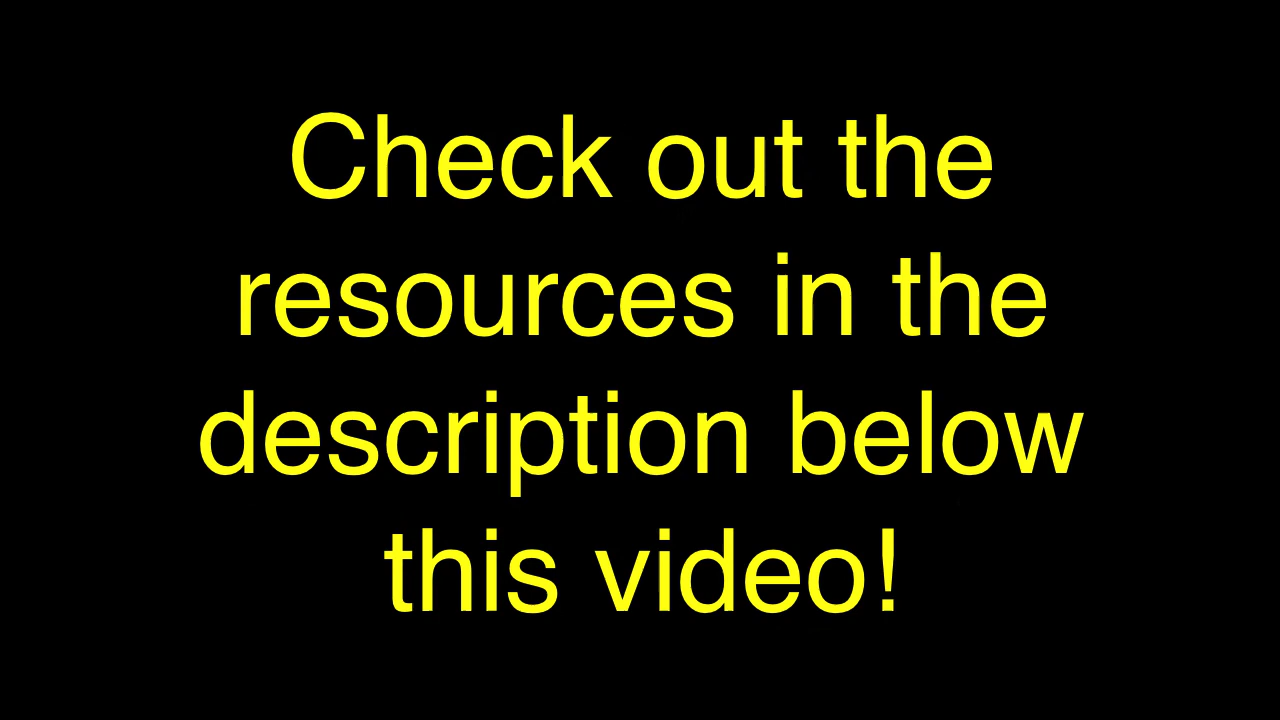 Check out the
resources in the
description below
this video!